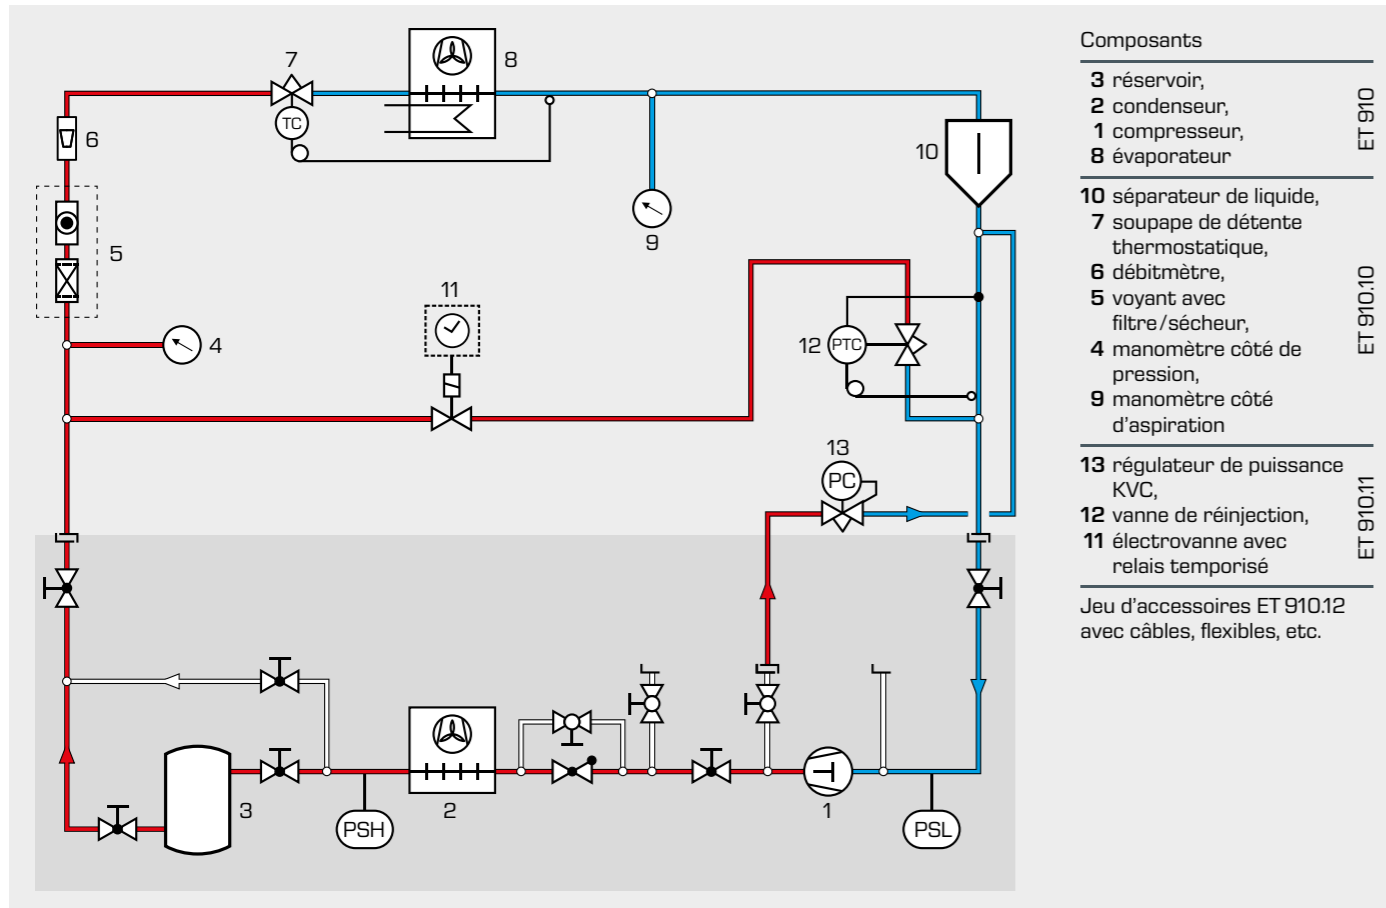 Composants
3 réservoir,
2 condenseur,
1 compresseur,
8 évaporateur
ET 910
10 séparateur de liquide,
7 soupape de détente
thermostatique,
6 débitmètre,
5 voyant avec
filtre/sécheur,
4 manomètre côté de
pression,
9 manomètre côté
d'aspiration
ET 910.10
13 régulateur de puissance
KVC,
12 vanne de réinjection,
11 électrovanne avec
relais temporisé
ET 910.11
Jeu d'accessoires ET 910.12
avec câbles, flexibles, etc.
7
8
TC
6
10
5
9
11
4
12
PTC
13
PC
3
PSH
2
1
PSL